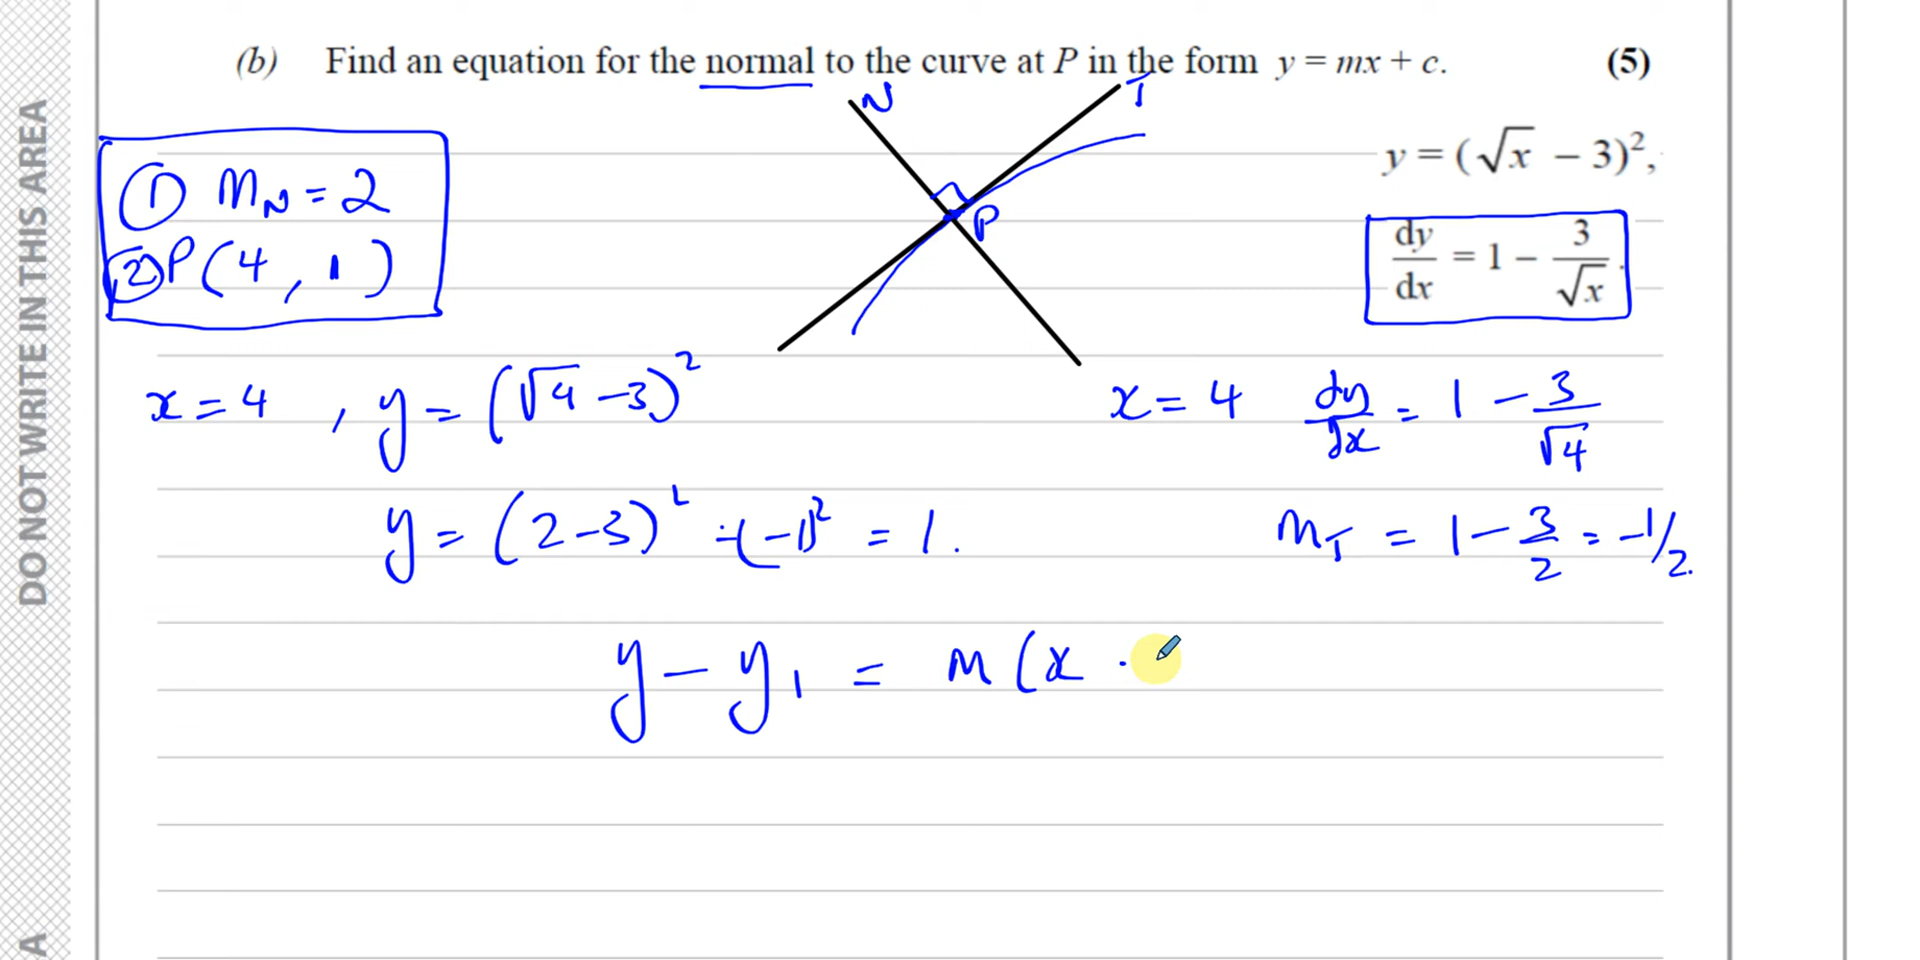 (b) Find an equation for the normal to the curve at P in the form y = mx + c. (5)
N
T
P
① M_N = 2
② P(4, 1)
y = (√x − 3)²,
dy/dx = 1 − 3/√x.
x = 4 , y = (√4 − 3)²
x = 4 dy/dx = 1 − 3/√4
y = (2 − 3)² = (−1)² = 1.
M_T = 1 − 3/2 = −1/2.
y − y₁ = m(x ·
DO NOT WRITE IN THIS AREA
A